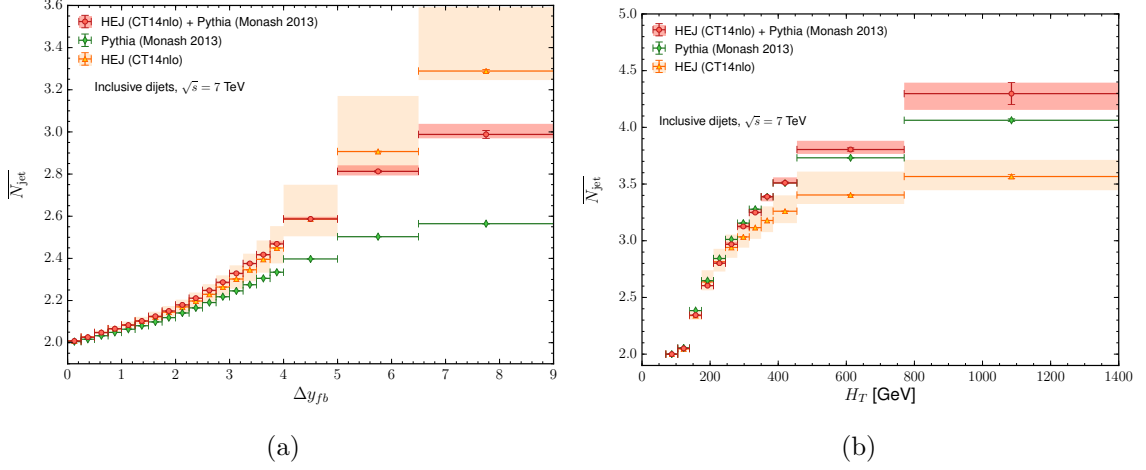 HEJ (CT14nlo) + Pythia (Monash 2013)
Pythia (Monash 2013)
HEJ (CT14nlo)
Inclusive dijets, √s = 7 TeV
3.6
3.4
3.2
3.0
2.8
2.6
2.4
2.2
2.0
N_jet
0 1 2 3 4 5 6 7 8 9
Δy_fb
(a)
HEJ (CT14nlo) + Pythia (Monash 2013)
Pythia (Monash 2013)
HEJ (CT14nlo)
Inclusive dijets, √s = 7 TeV
5.0
4.5
4.0
3.5
3.0
2.5
2.0
N_jet
0 200 400 600 800 1000 1200 1400
H_T [GeV]
(b)